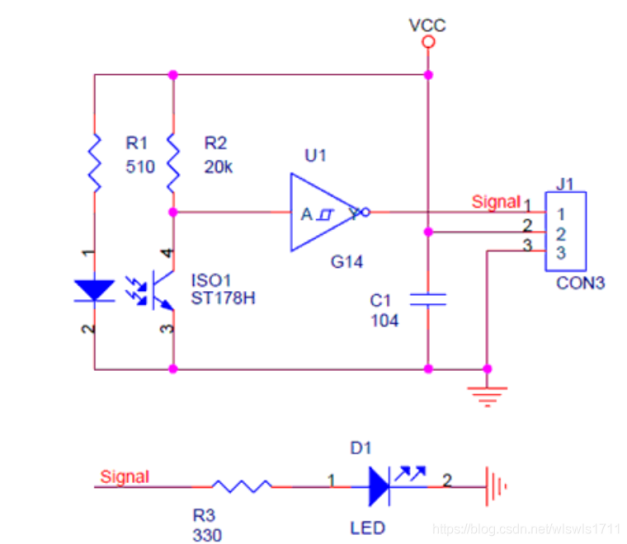 VCC
R1
510
R2
20k
U1
A
Y
G14
Signal
1
2
3
J1
1
2
3
CON3
1
2
4
3
ISO1
ST178H
C1
104
Signal
R3
330
D1
1
2
LED
https://blog.csdn.net/wlswls1711